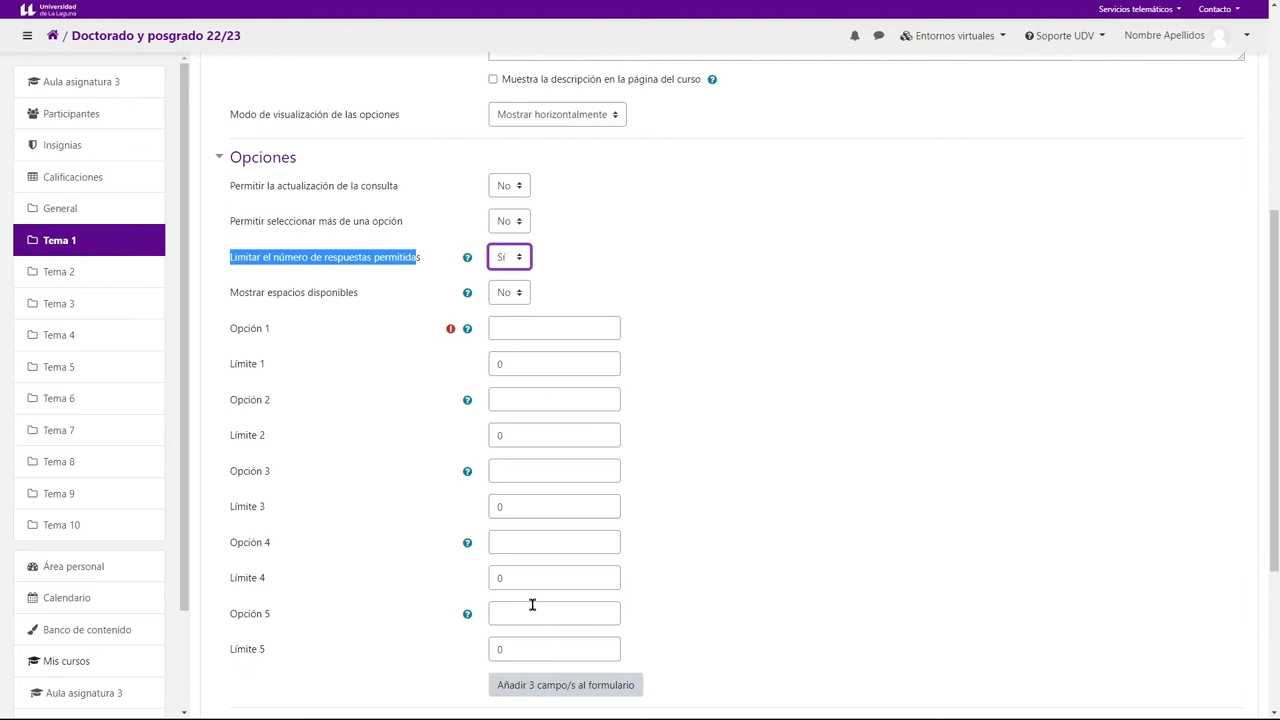 Universidad
de La Laguna
Servicios telemáticos
Contacto
/ Doctorado y posgrado 22/23
Entornos virtuales
Soporte UDV
Nombre Apellidos
Aula asignatura 3
Participantes
Insignias
Calificaciones
General
Tema 1
Tema 2
Tema 3
Tema 4
Tema 5
Tema 6
Tema 7
Tema 8
Tema 9
Tema 10
Área personal
Calendario
Banco de contenido
Mis cursos
Aula asignatura 3
Muestra la descripción en la página del curso
Modo de visualización de las opciones
Mostrar horizontalmente
Opciones
Permitir la actualización de la consulta
No
Permitir seleccionar más de una opción
No
Limitar el número de respuestas permitidas
Sí
Mostrar espacios disponibles
No
Opción 1
Límite 1
0
Opción 2
Límite 2
0
Opción 3
Límite 3
0
Opción 4
Límite 4
0
Opción 5
Límite 5
0
Añadir 3 campo/s al formulario